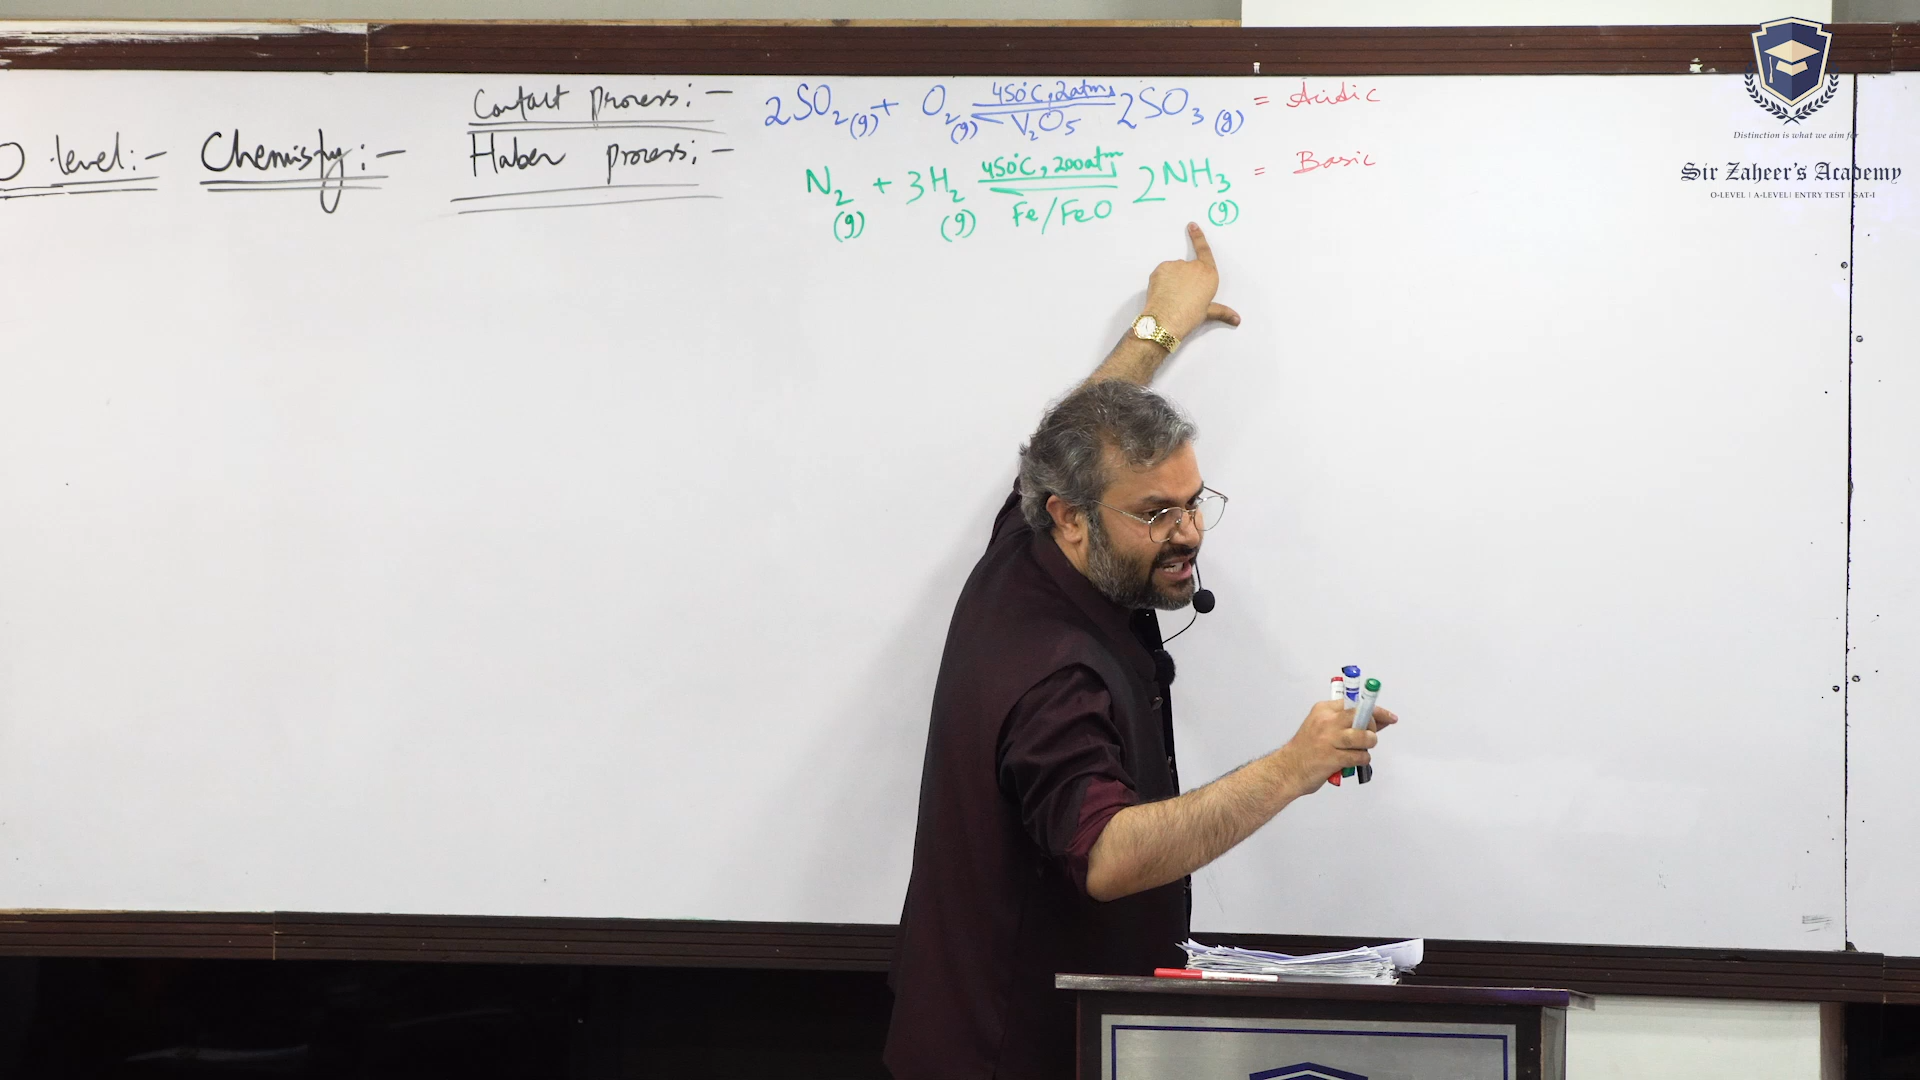 O level:- Chemistry:-
Contact process:-
Haber process:-
2SO₂(g) + O₂(g) 450°C, 2atm V₂O₅ 2SO₃(g) = Acidic
N₂(g) + 3H₂(g) 450°C, 200atm Fe/FeO 2NH₃(g) = Basic
Distinction is what we aim for
Sir Zaheer's Academy
O-LEVEL | A-LEVEL | ENTRY TEST | SAT-I